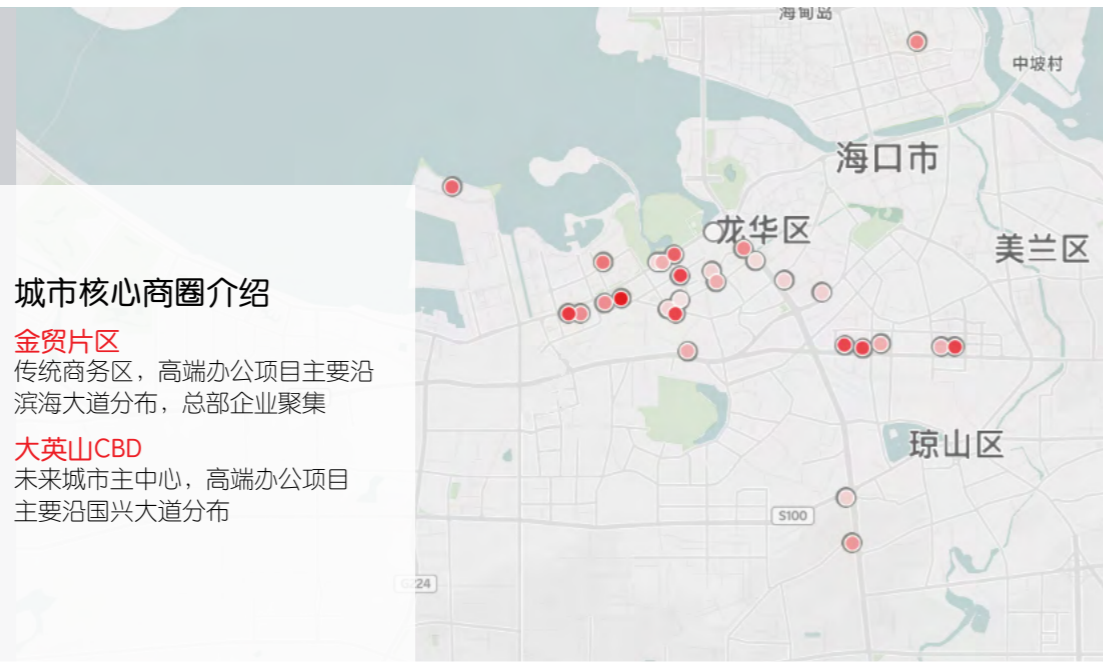 海甸岛
中坡村
海口市
龙华区
美兰区
城市核心商圈介绍
金贸片区
传统商务区，高端办公项目主要沿
滨海大道分布，总部企业聚集
大英山CBD
未来城市主中心，高端办公项目
主要沿国兴大道分布
琼山区
S100
G224